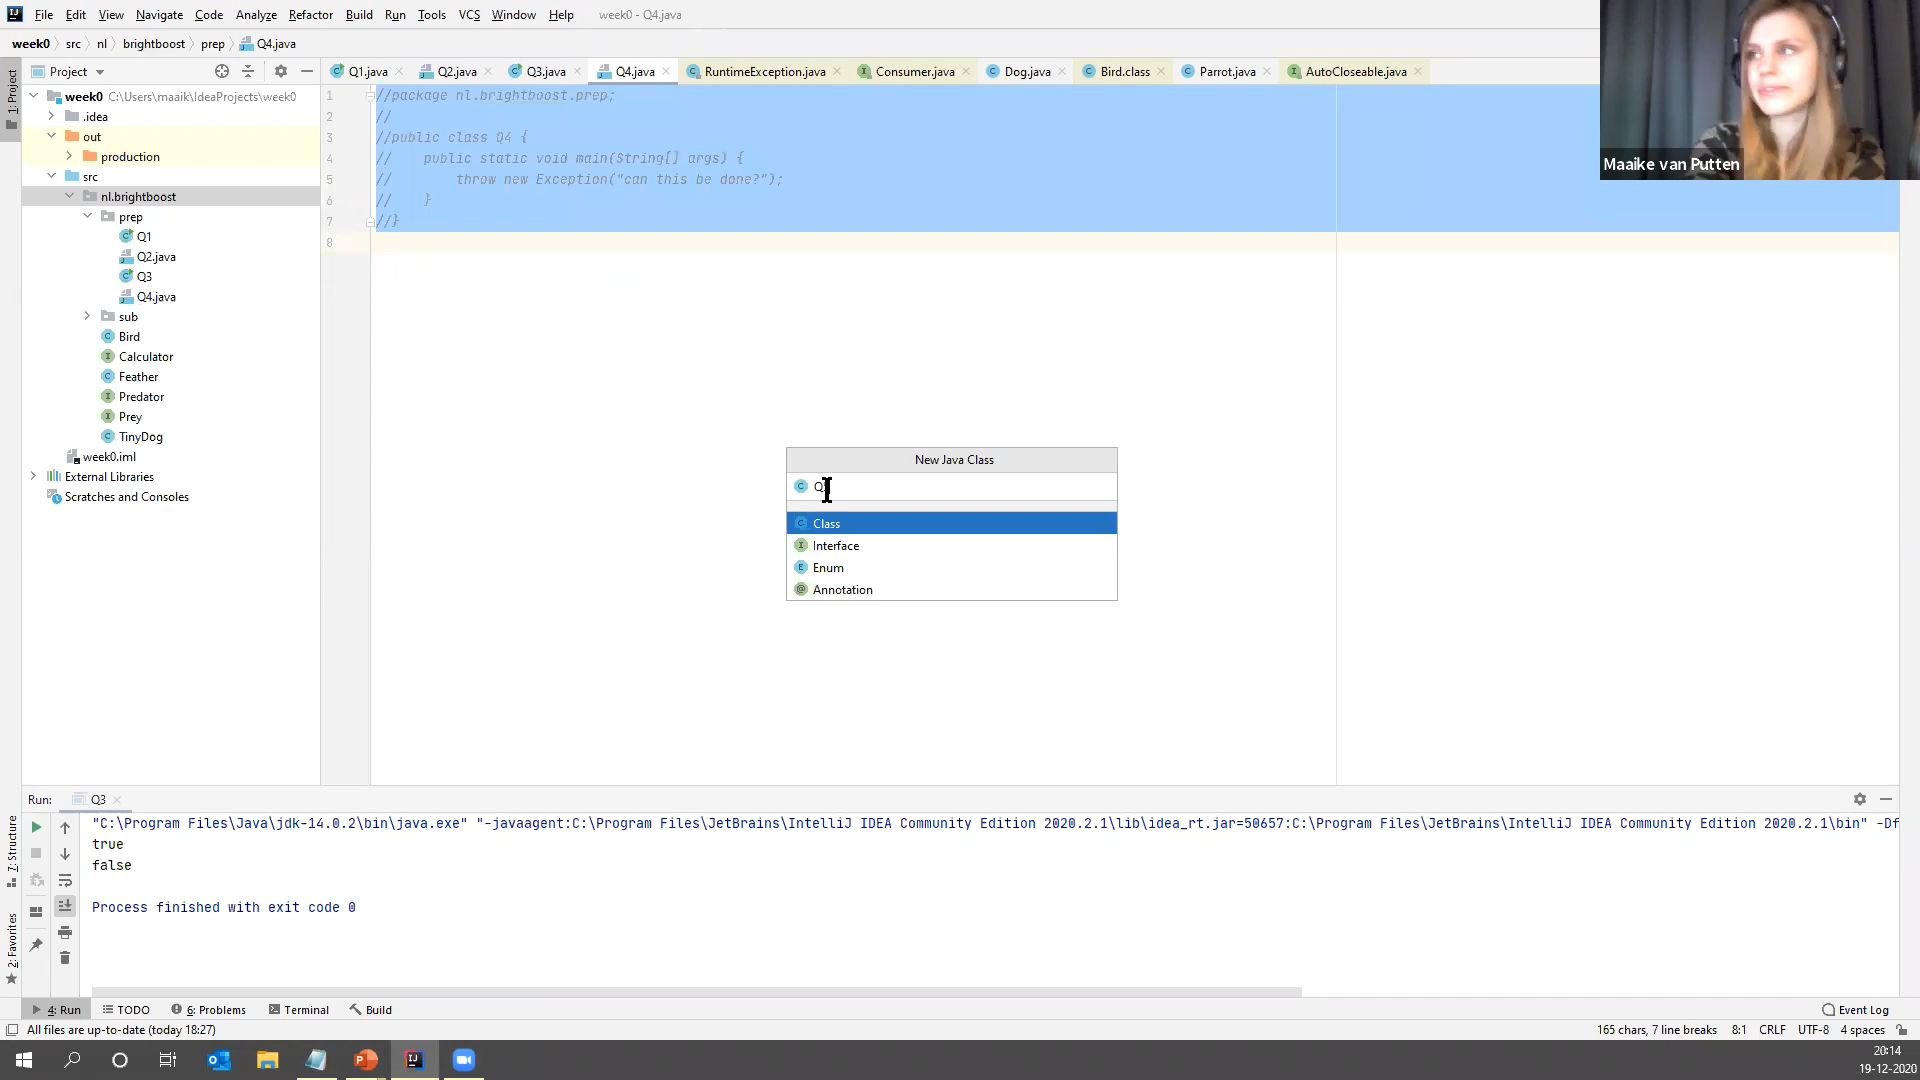 File Edit View Navigate Code Analyze Refactor Build Run Tools VCS Window Help week0 - Q4.java
week0 src nl brightboost prep Q4.java
Project Q1.java Q2.java Q3.java Q4.java RuntimeException.java Consumer.java Dog.java Bird.class Parrot.java AutoCloseable.java
1: Project
week0 C:\Users\maaik\IdeaProjects\week0
.idea
out
production
src
nl.brightboost
prep
Q1
Q2.java
Q3
Q4.java
sub
Bird
Calculator
Feather
Predator
Prey
TinyDog
week0.iml
External Libraries
Scratches and Consoles
1 //package nl.brightboost.prep;
2 //
3 //public class Q4 {
4 // public static void main(String[] args) {
5 // throw new Exception("can this be done?");
6 // }
7 //}
8
Maaike van Putten
New Java Class
Class
Interface
Enum
Annotation
Run: Q3
"C:\Program Files\Java\jdk-14.0.2\bin\java.exe" "-javaagent:C:\Program Files\JetBrains\IntelliJ IDEA Community Edition 2020.2.1\lib\idea_rt.jar=50657:C:\Program Files\JetBrains\IntelliJ IDEA Community Edition 2020.2.1\bin" -Df
true
false
Process finished with exit code 0
7: Structure
2: Favorites
4: Run TODO 6: Problems Terminal Build Event Log
All files are up-to-date (today 18:27) 165 chars, 7 line breaks 8:1 CRLF UTF-8 4 spaces
20:14
19-12-2020